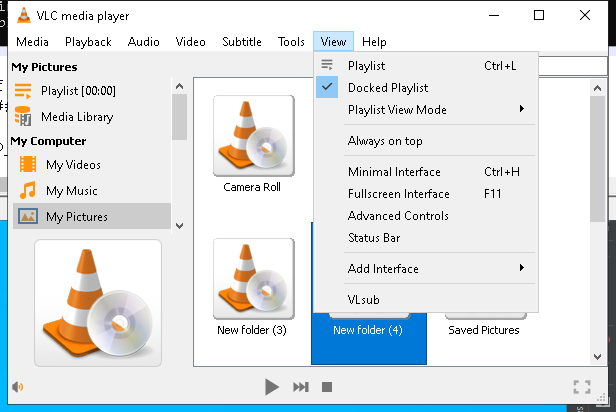 VLC media player
Media Playback Audio Video Subtitle Tools View Help
My Pictures
Playlist [00:00]
Media Library
My Computer
My Videos
My Music
My Pictures
Camera Roll
New folder (3)
New folder (4)
Saved Pictures
Playlist Ctrl+L
Docked Playlist
Playlist View Mode
Always on top
Minimal Interface Ctrl+H
Fullscreen Interface F11
Advanced Controls
Status Bar
Add Interface
VLsub